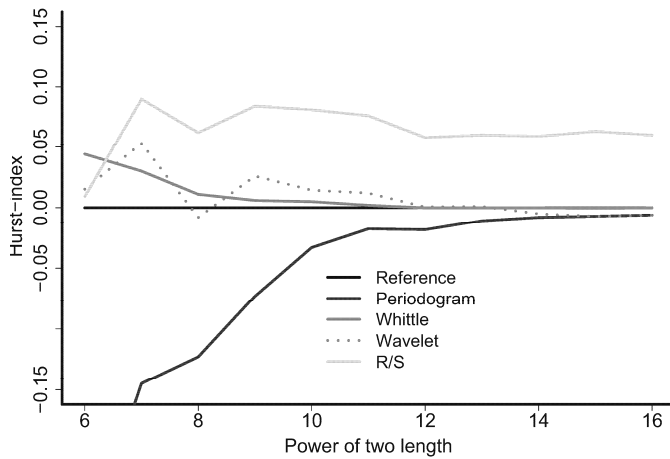 0.15
0.10
0.05
0.00
−0.05
−0.15
Hurst−index
Reference
Periodogram
Whittle
Wavelet
R/S
6 8 10 12 14 16
Power of two length